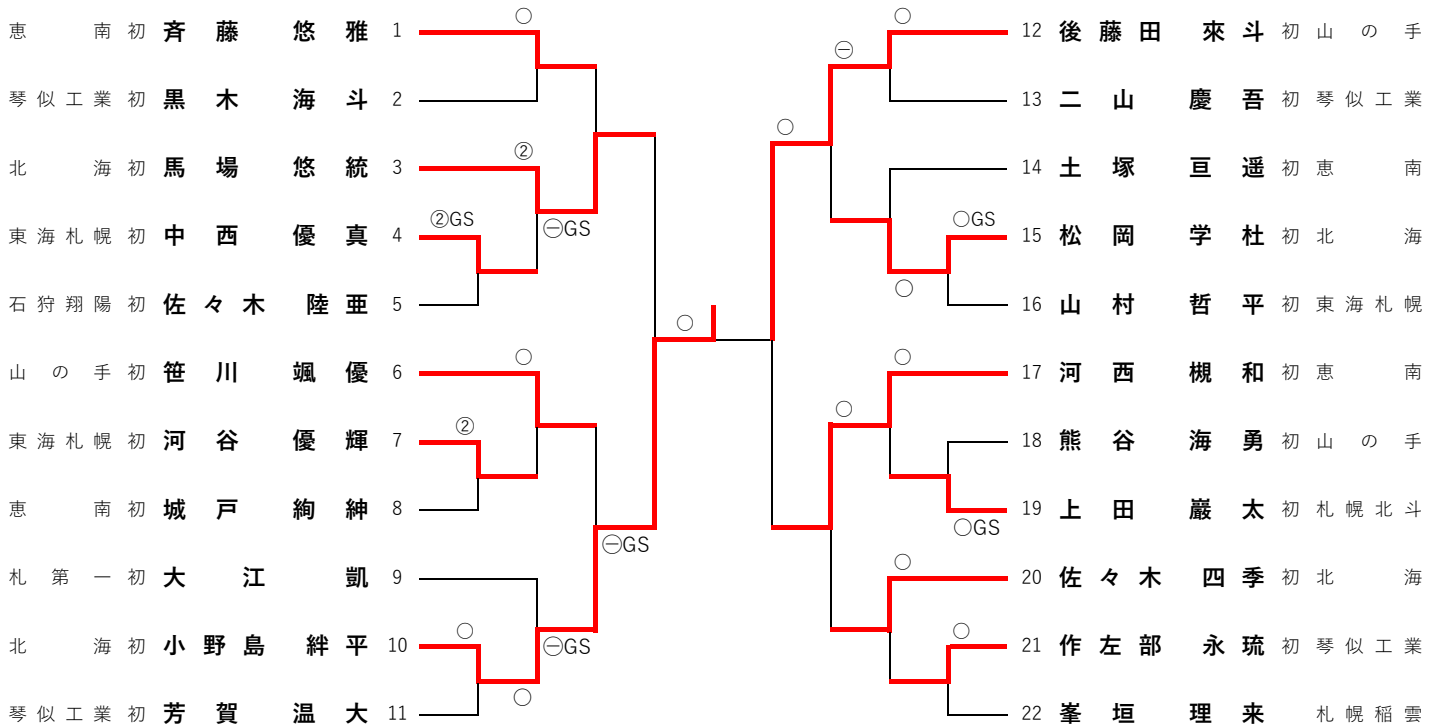 ○
恵南 初 斉藤 悠雅 1
琴似工業 初 黒木 海斗 2
②
北海 初 馬場 悠統 3
②GS
東海札幌 初 中西 優真 4
㊀GS
石狩翔陽 初 佐々木 陸亜 5
○
○
山の手 初 笹川 颯優 6
②
東海札幌 初 河谷 優輝 7
恵南 初 城戸 絢紳 8
㊀GS
札第一 初 大江 凱 9
○
北海 初 小野島 絆平 10
㊀GS
○
琴似工業 初 芳賀 温大 11
○
12 後藤田 來斗 初 山の手
㊀
13 二山 慶吾 初 琴似工業
○
14 土塚 亘遥 初 恵南
○GS
15 松岡 学杜 初 北海
○
16 山村 哲平 初 東海札幌
○
17 河西 槻和 初 恵南
○
18 熊谷 海勇 初 山の手
19 上田 巌太 初 札幌北斗
○GS
○
20 佐々木 四季 初 北海
○
21 作左部 永琉 初 琴似工業
22 峯垣 理来 札幌稲雲